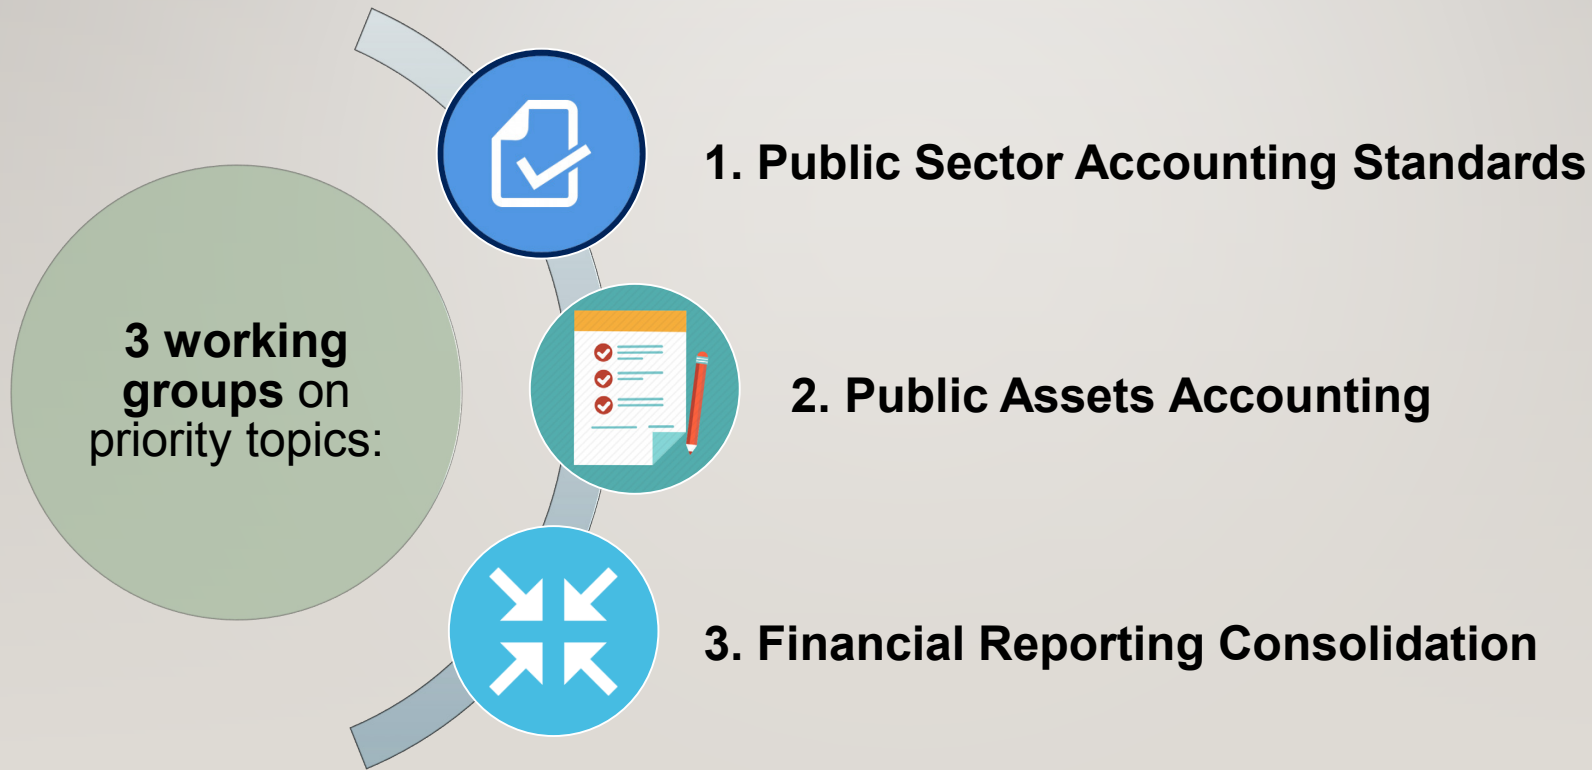 3 working
groups on
priority topics:
1. Public Sector Accounting Standards
2. Public Assets Accounting
3. Financial Reporting Consolidation